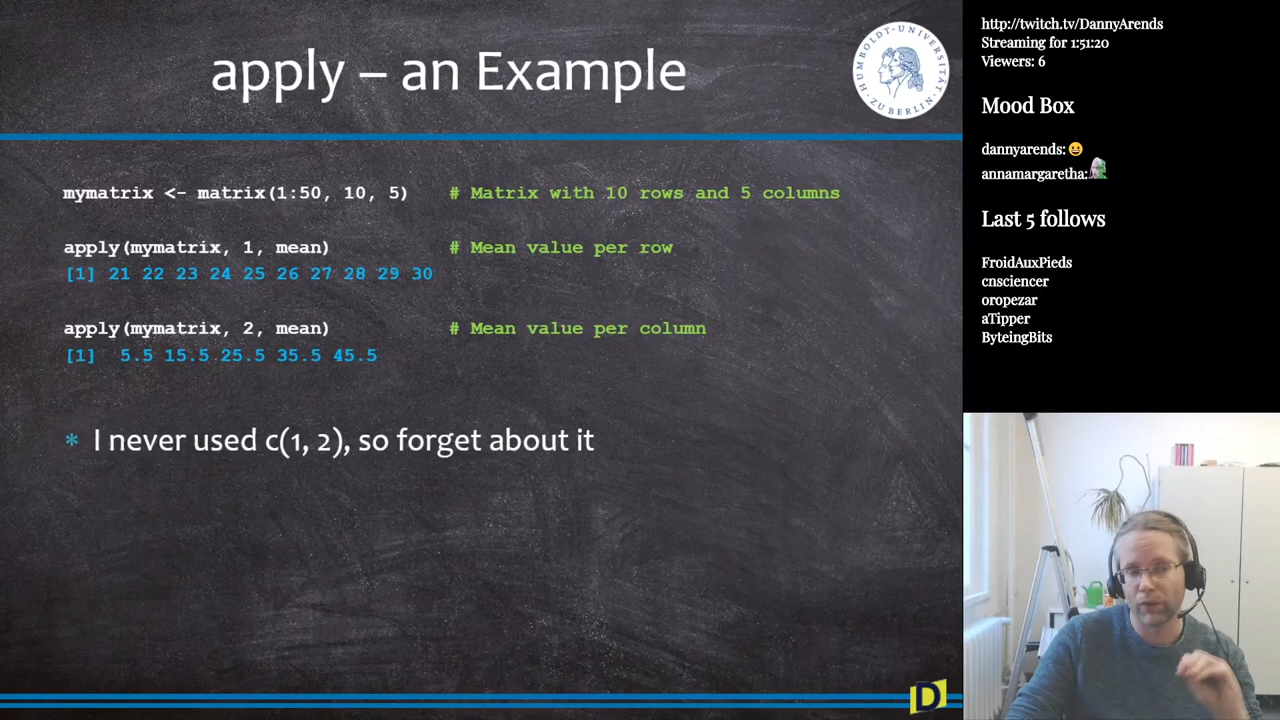 apply – an Example
HUMBOLDT-UNIVERSITÄT
ZU BERLIN
mymatrix <- matrix(1:50, 10, 5) # Matrix with 10 rows and 5 columns
apply(mymatrix, 1, mean) # Mean value per row
[1] 21 22 23 24 25 26 27 28 29 30
apply(mymatrix, 2, mean) # Mean value per column
[1] 5.5 15.5 25.5 35.5 45.5
* I never used c(1, 2), so forget about it
D
http://twitch.tv/DannyArends
Streaming for 1:51:20
Viewers: 6
Mood Box
dannyarends:😀
annamargaretha:
Last 5 follows
FroidAuxPieds
cnsciencer
oropezar
aTipper
ByteingBits